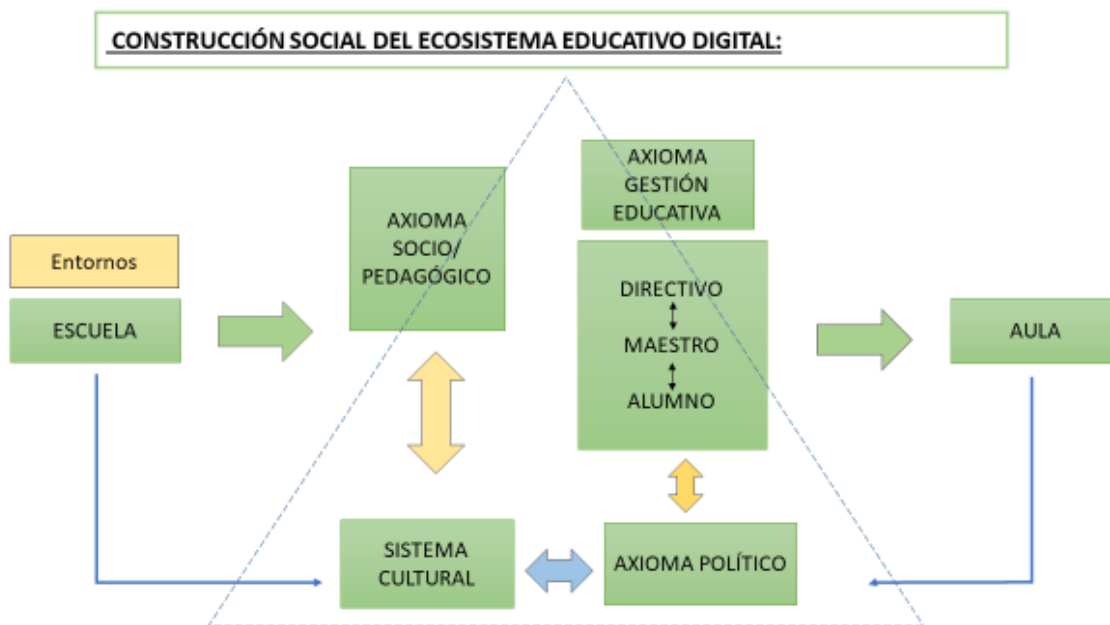 CONSTRUCCIÓN SOCIAL DEL ECOSISTEMA EDUCATIVO DIGITAL:
Entornos
ESCUELA
AXIOMA
SOCIO/
PEDAGÓGICO
AXIOMA
GESTIÓN
EDUCATIVA
DIRECTIVO
MAESTRO
ALUMNO
AULA
SISTEMA
CULTURAL
AXIOMA POLÍTICO